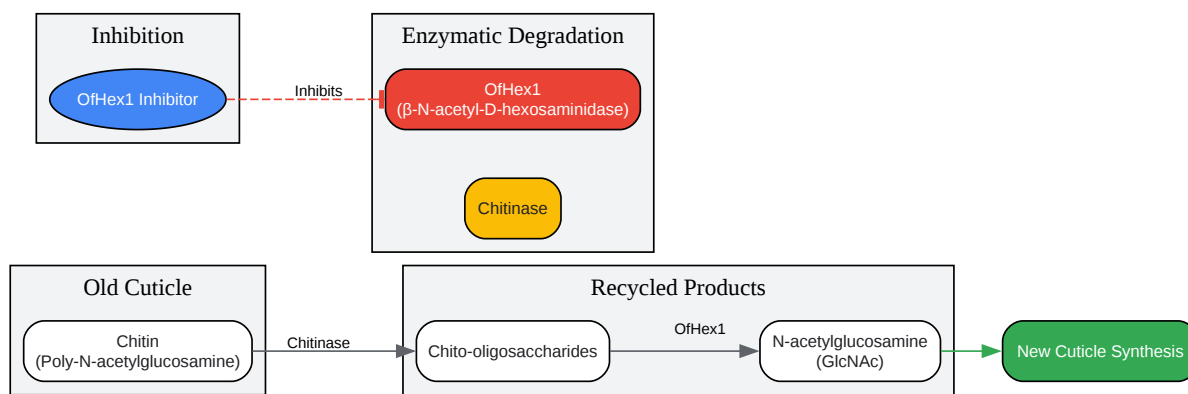 Inhibition
Enzymatic Degradation
OfHex1 Inhibitor
Inhibits
OfHex1
(β-N-acetyl-D-hexosaminidase)
Chitinase
Old Cuticle
Recycled Products
Chitin
(Poly-N-acetylglucosamine)
Chitinase
Chito-oligosaccharides
OfHex1
N-acetylglucosamine
(GlcNAc)
New Cuticle Synthesis